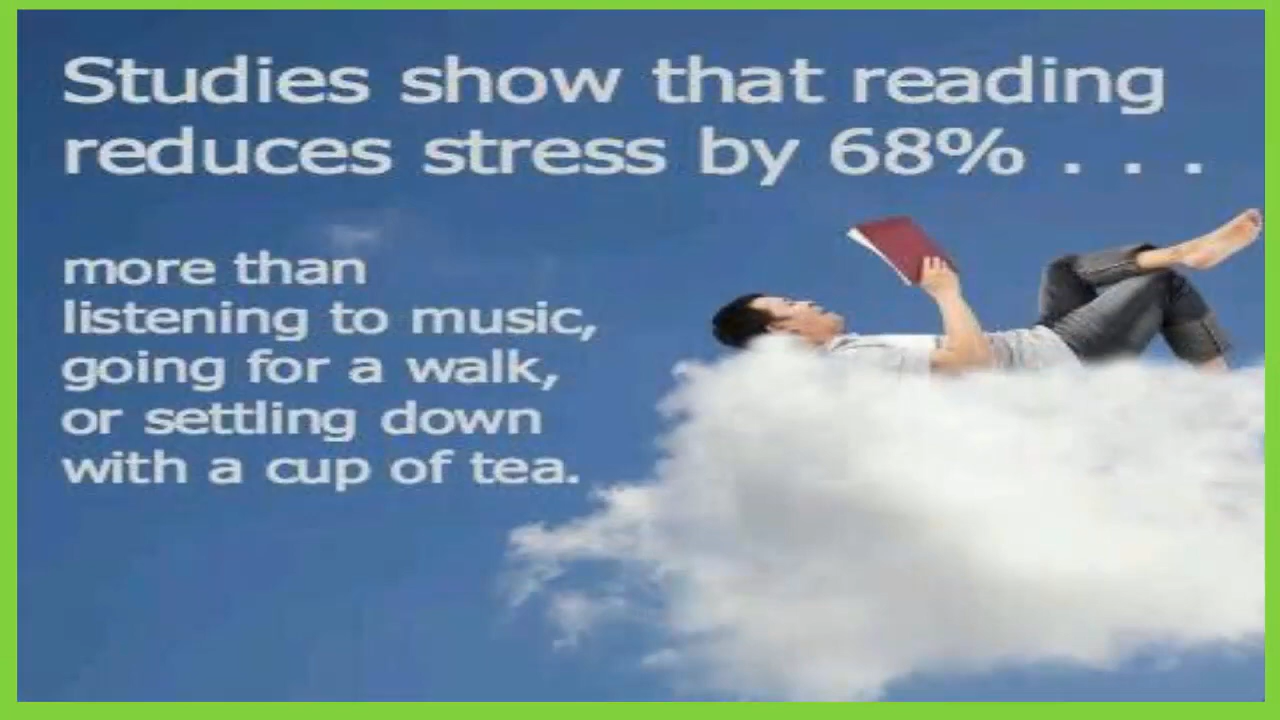 Studies show that reading
reduces stress by 68% . . .
more than
listening to music,
going for a walk,
or settling down
with a cup of tea.